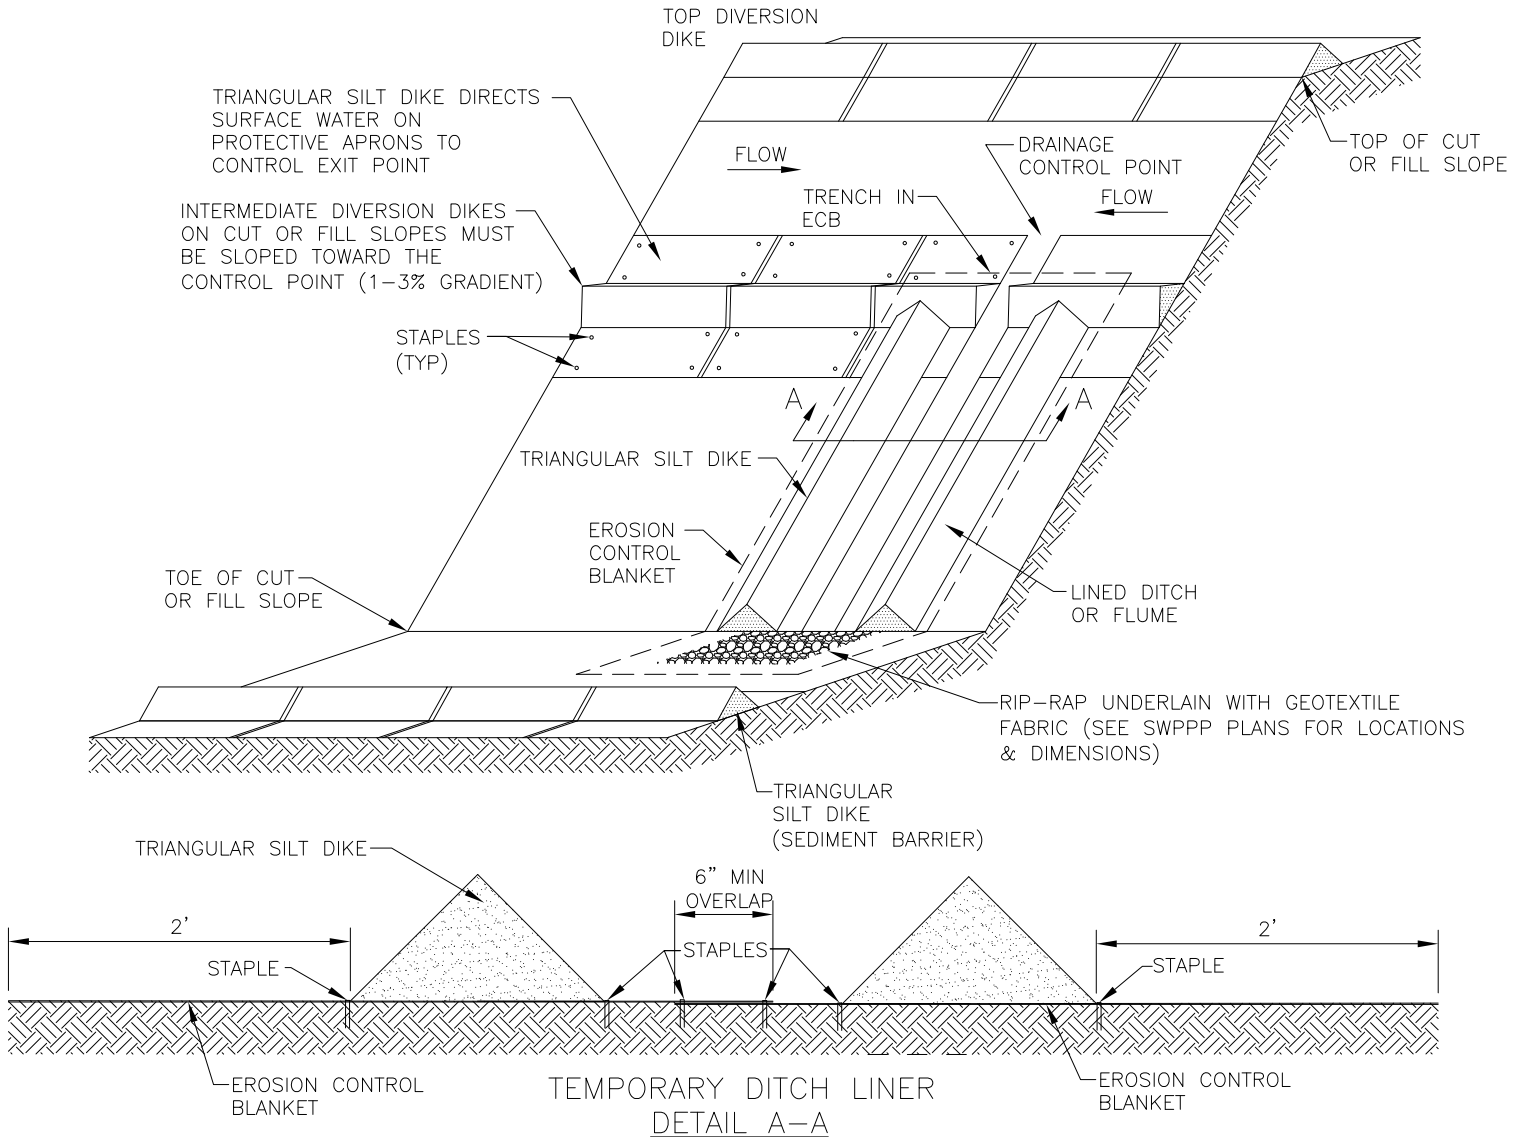 TOP DIVERSION
DIKE
TRIANGULAR SILT DIKE DIRECTS
SURFACE WATER ON
PROTECTIVE APRONS TO
CONTROL EXIT POINT
FLOW
DRAINAGE
CONTROL POINT
TOP OF CUT
OR FILL SLOPE
INTERMEDIATE DIVERSION DIKES
ON CUT OR FILL SLOPES MUST
BE SLOPED TOWARD THE
CONTROL POINT (1-3% GRADIENT)
TRENCH IN
ECB
FLOW
STAPLES
(TYP)
A
A
TRIANGULAR SILT DIKE
EROSION
CONTROL
BLANKET
TOE OF CUT
OR FILL SLOPE
LINED DITCH
OR FLUME
RIP-RAP UNDERLAIN WITH GEOTEXTILE
FABRIC (SEE SWPPP PLANS FOR LOCATIONS
& DIMENSIONS)
TRIANGULAR
SILT DIKE
(SEDIMENT BARRIER)
TRIANGULAR SILT DIKE
6" MIN
OVERLAP
2'
2'
STAPLE
STAPLES
STAPLE
EROSION CONTROL
BLANKET
EROSION CONTROL
BLANKET
TEMPORARY DITCH LINER
DETAIL A-A